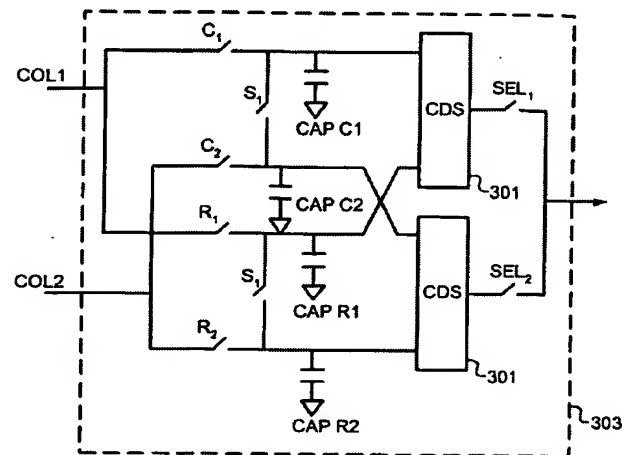 C1
COL1
S1
CAP C1
CDS
SEL1
301
C2
CAP C2
R1
COL2
S1
CAP R1
CDS
SEL2
301
R2
CAP R2
303